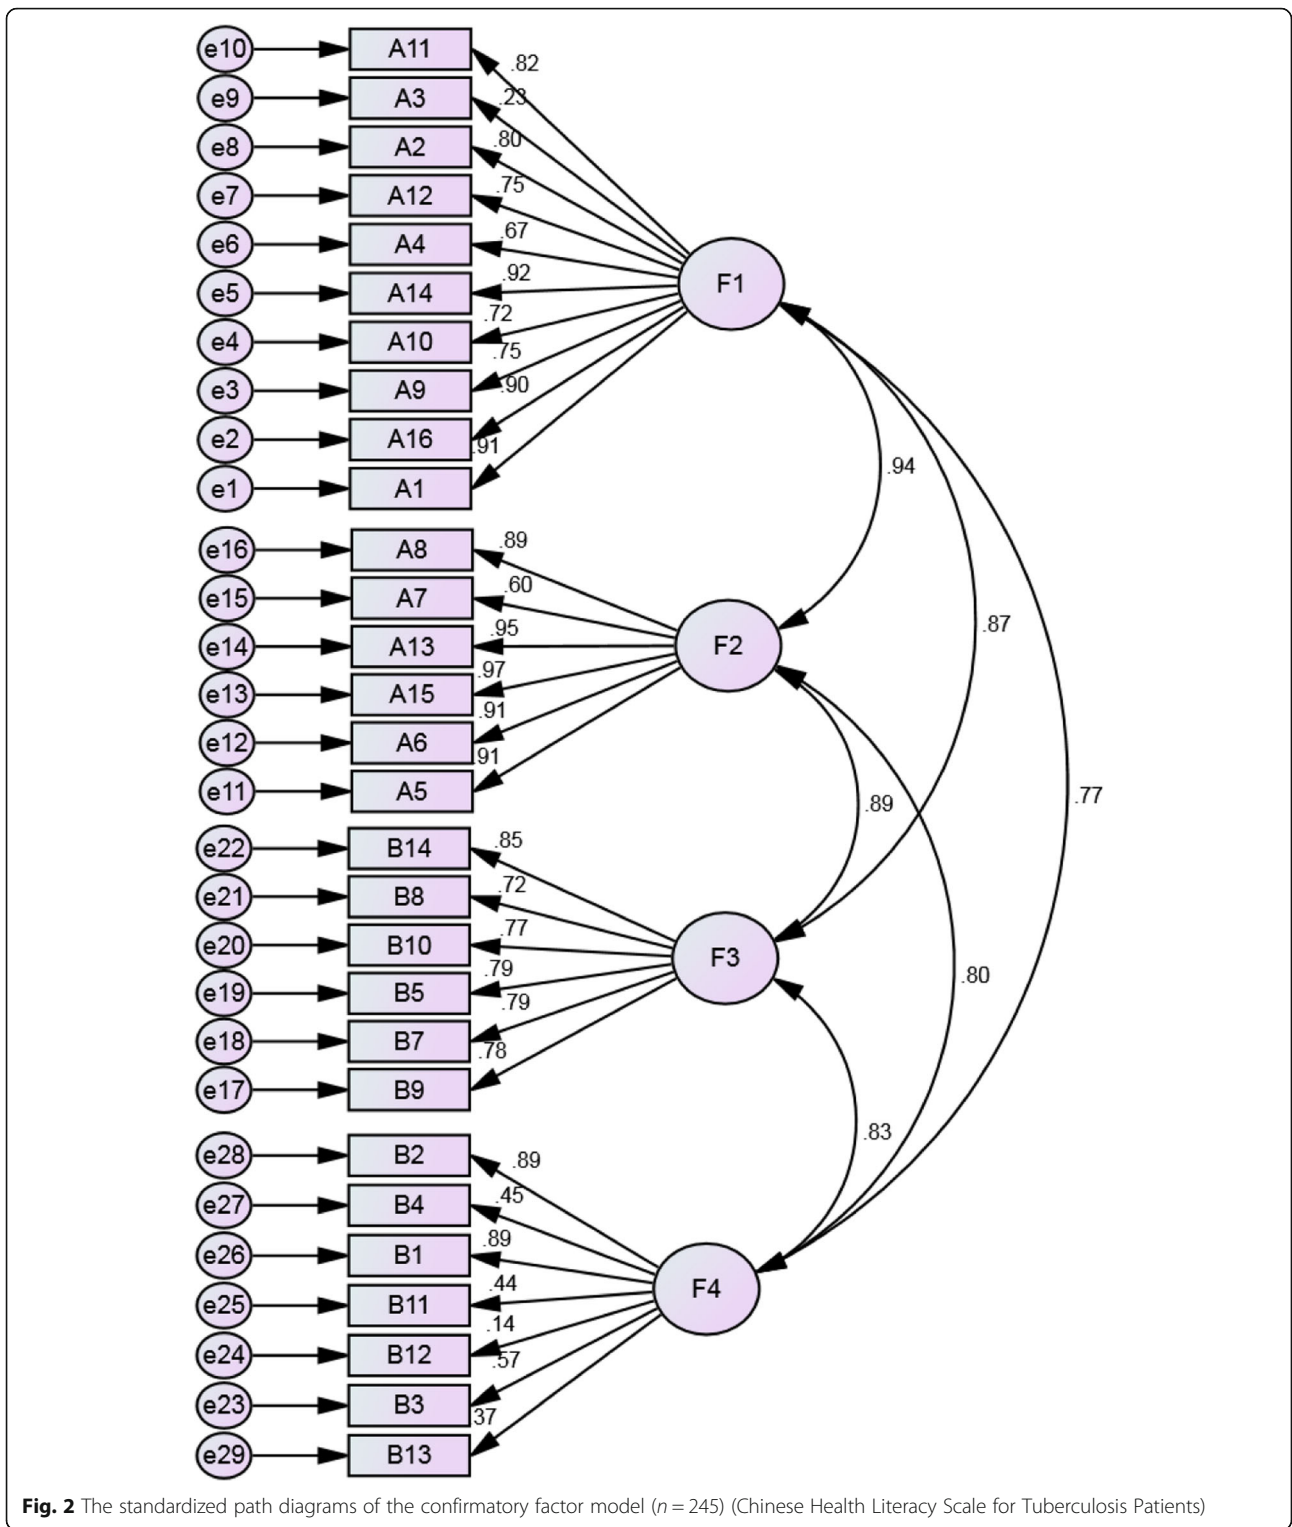 e10 A11 .82
e9 A3 .23
e8 A2 .80
e7 A12 .75
e6 A4 .67
F1
e5 A14 .92
e4 A10 .72
e3 A9 .75
e2 A16 .90
e1 A1 .91
.94
e16 A8 .89
e15 A7 .60
.87
e14 A13 .95
F2
e13 A15 .97
e12 A6 .91
e11 A5 .91
.77
.89
e22 B14 .85
e21 B8 .72
e20 B10 .77
F3
e19 B5 .79
.80
e18 B7 .79
e17 B9 .78
.83
e28 B2 .89
e27 B4 .45
e26 B1 .89
F4
e25 B11 .44
e24 B12 .14
e23 B3 .57
e29 B13 37
Fig. 2 The standardized path diagrams of the confirmatory factor model (n = 245) (Chinese Health Literacy Scale for Tuberculosis Patients)